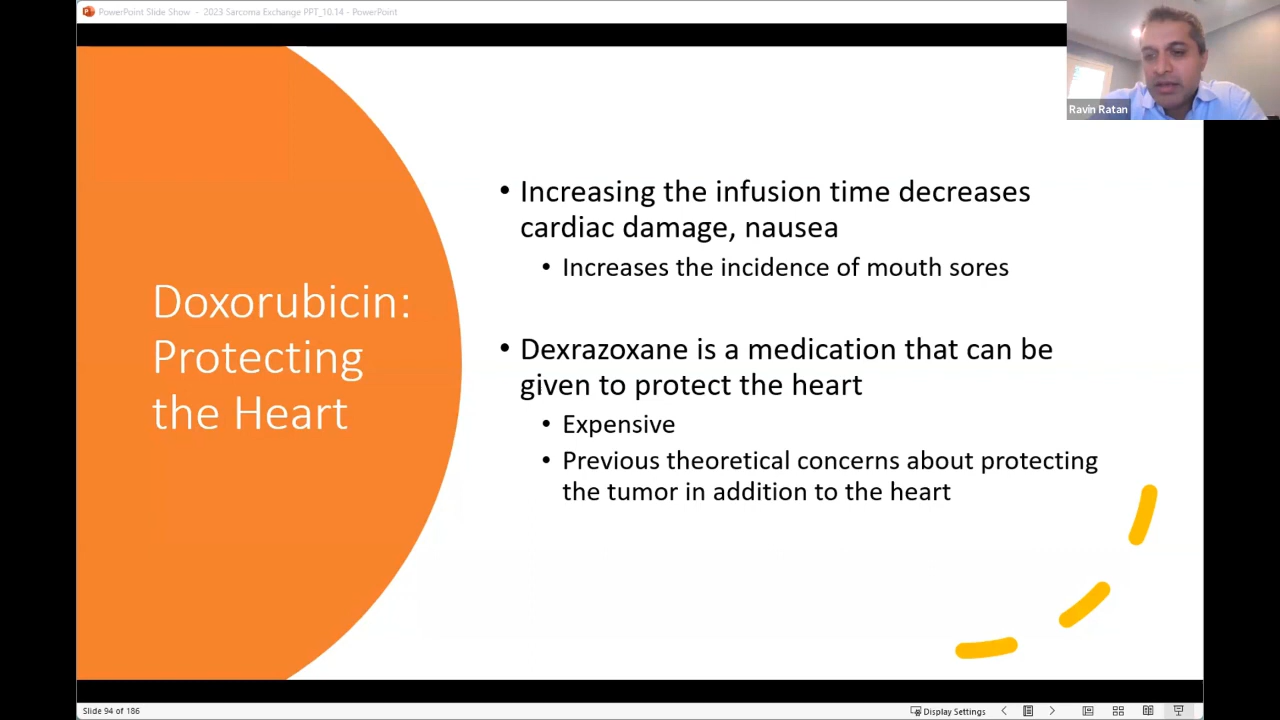 PowerPoint Slide Show - 2023 Sarcoma Exchange PPT_10.14 - PowerPoint
Ravin Ratan
Doxorubicin:
Protecting
the Heart
• Increasing the infusion time decreases
cardiac damage, nausea
• Increases the incidence of mouth sores
• Dexrazoxane is a medication that can be
given to protect the heart
• Expensive
• Previous theoretical concerns about protecting
the tumor in addition to the heart
Slide 94 of 186
Display Settings